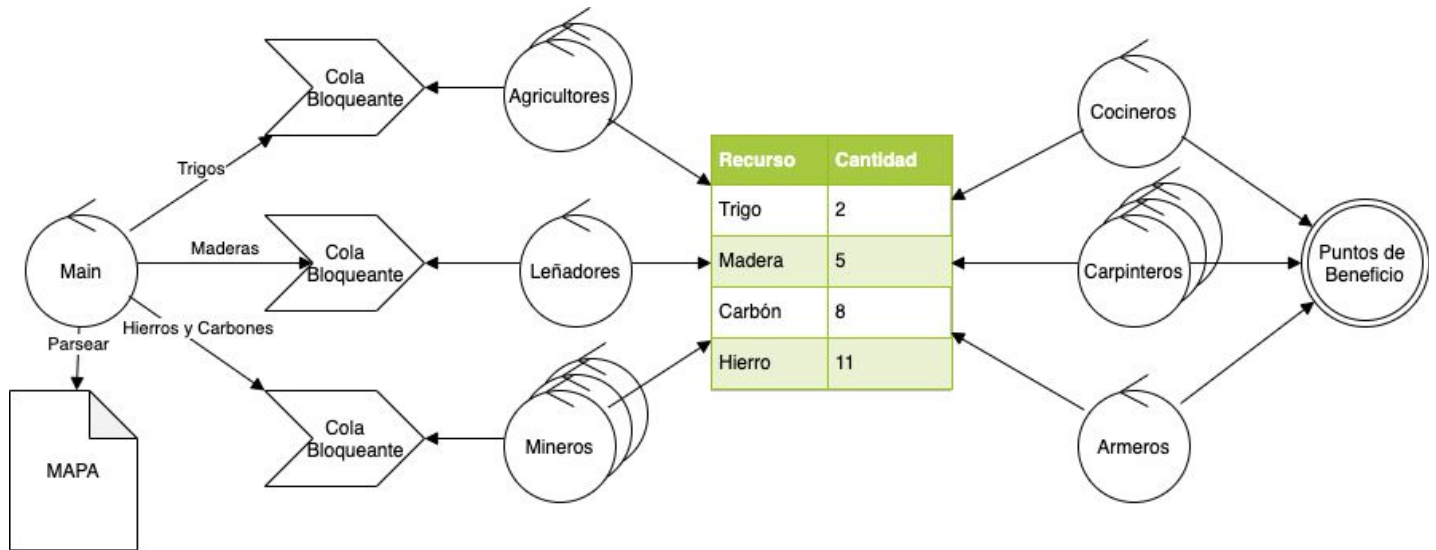 Cola
Bloqueante
Agricultores
Cocineros
Trigos
Recurso Cantidad
Trigo 2
Madera 5
Carbón 8
Hierro 11
Main
Maderas
Cola
Bloqueante
Leñadores
Carpinteros
Puntos de
Beneficio
Hierros y Carbones
Parsear
MAPA
Cola
Bloqueante
Mineros
Armeros